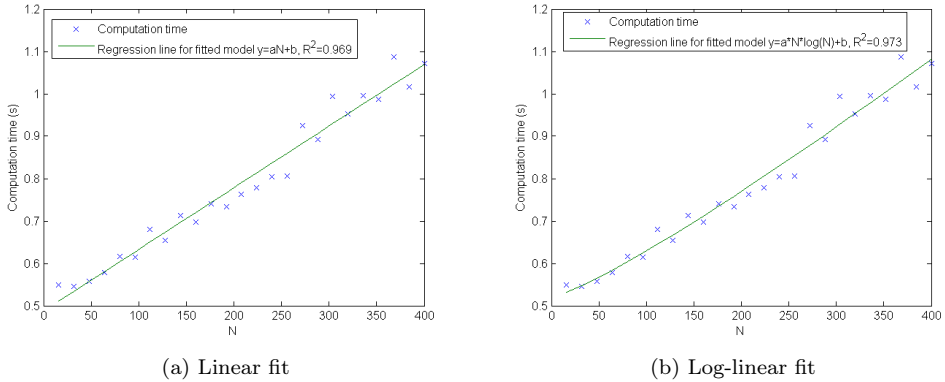 Computation time
Regression line for fitted model y=aN+b, R²=0.969
1.2
1.1
1
0.9
0.8
0.7
0.6
0.5
Computation time (s)
0 50 100 150 200 250 300 350 400
N
(a) Linear fit
Computation time
Regression line for fitted model y=a*N*log(N)+b, R²=0.973
1.2
1.1
1
0.9
0.8
0.7
0.6
0.5
Computation time (s)
0 50 100 150 200 250 300 350 400
N
(b) Log-linear fit